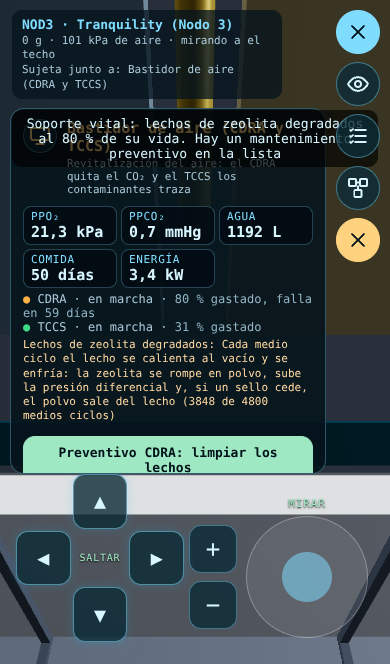 NOD3 · Tranquility (Nodo 3)
0 g · 101 kPa de aire · mirando a el
techo
Sujeta junto a: Bastidor de aire
(CDRA y TCCS)
Soporte vital: lechos de zeolita degradados
al 80 % de su vida. Hay un mantenimiento
preventivo en la lista
Bastidor de aire (CDRA y
TCCS)
Revitalización del aire: el CDRA
quita el CO₂ y el TCCS los
contaminantes traza
PPO₂
21,3 kPa
PPCO₂
0,7 mmHg
AGUA
1192 L
COMIDA
50 días
ENERGÍA
3,4 kW
CDRA · en marcha · 80 % gastado, falla
en 59 días
TCCS · en marcha · 31 % gastado
Lechos de zeolita degradados: Cada medio
ciclo el lecho se calienta al vacío y se
enfría: la zeolita se rompe en polvo, sube
la presión diferencial y, si un sello cede,
el polvo sale del lecho (3848 de 4800
medios ciclos)
Preventivo CDRA: limpiar los
lechos
MIRAR
SALTAR
+
−